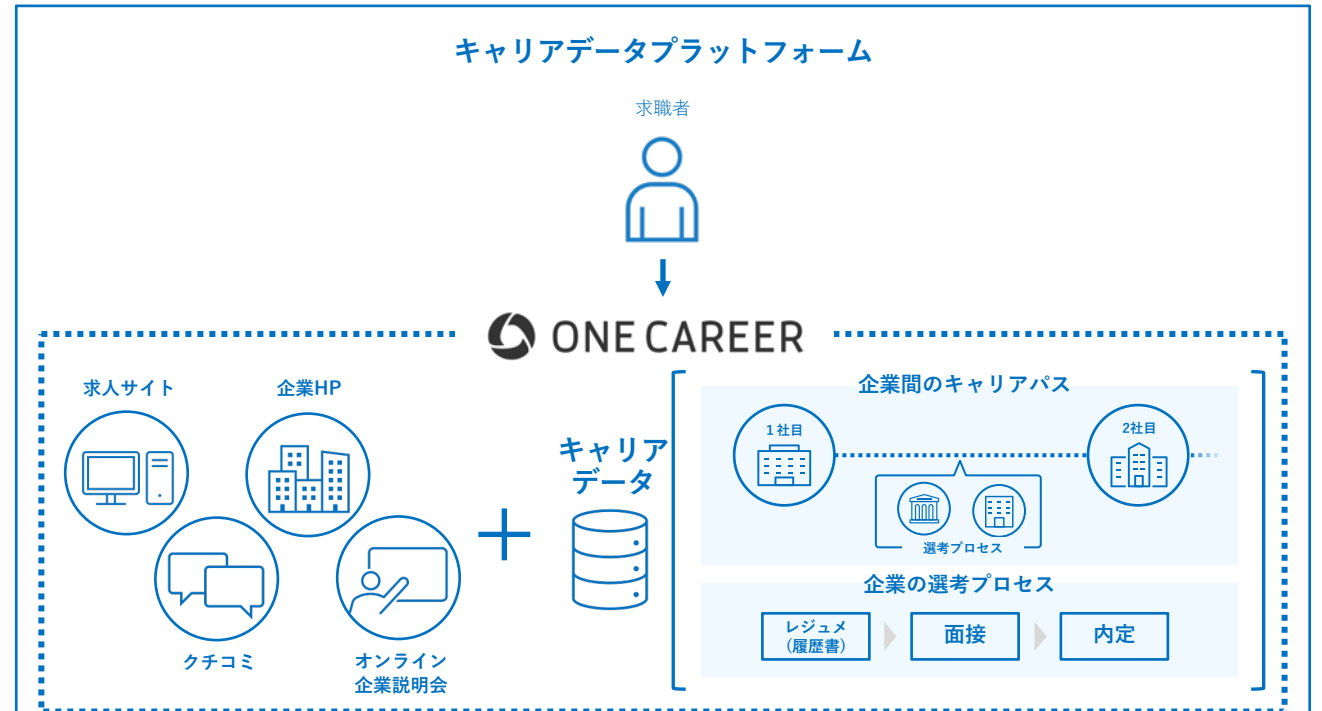 キャリアデータプラットフォーム
求職者
ONE CAREER
求人サイト
企業HP
クチコミ
オンライン
企業説明会
キャリア
データ
企業間のキャリアパス
1社目
2社目
選考プロセス
企業の選考プロセス
レジュメ
(履歴書)
面接
内定